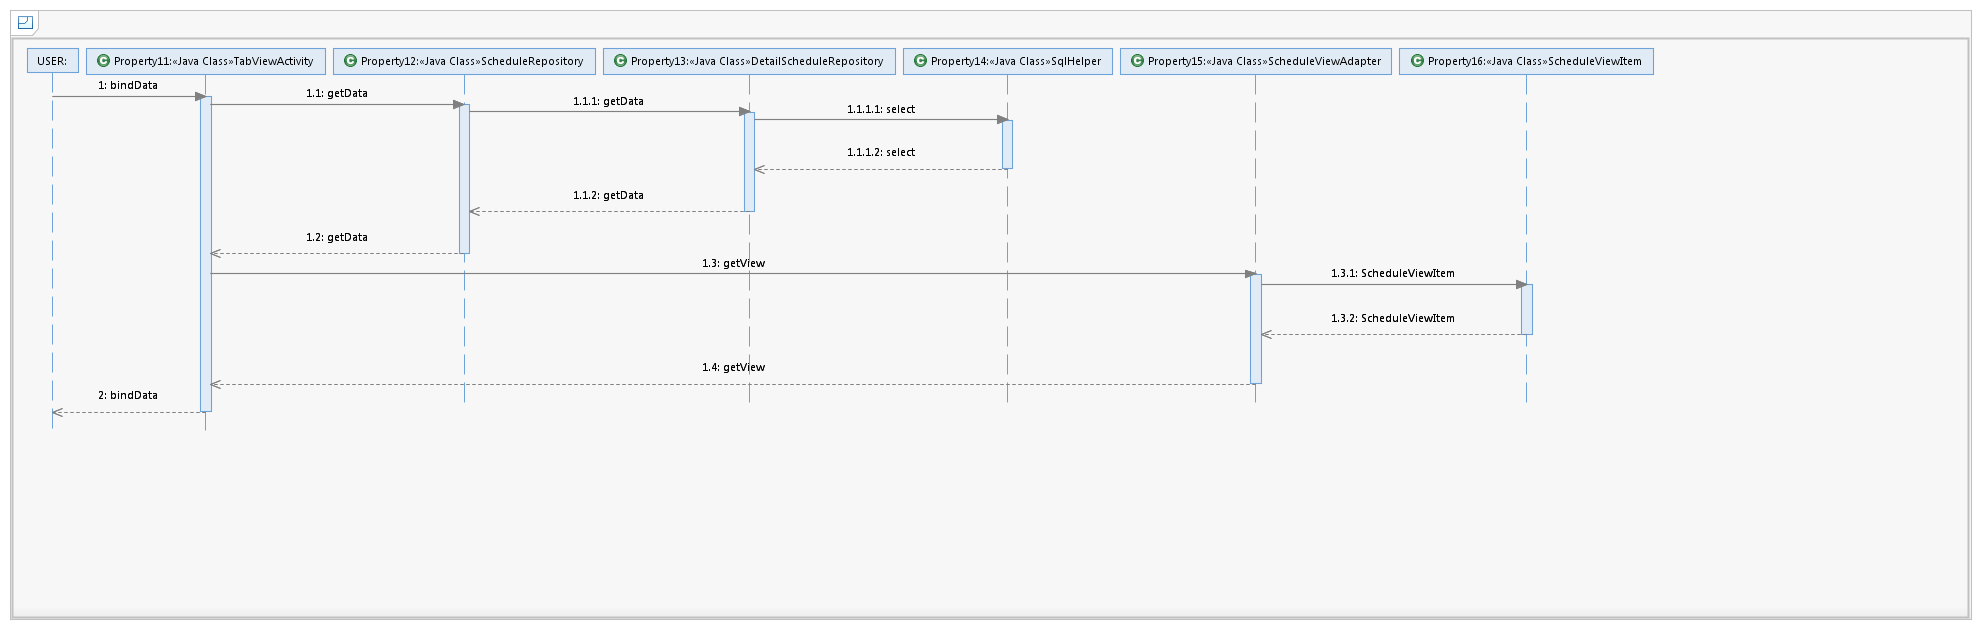 USER:
C Property11:«Java Class»TabViewActivity
C Property12:«Java Class»ScheduleRepository
C Property13:«Java Class»DetailScheduleRepository
C Property14:«Java Class»SqlHelper
C Property15:«Java Class»ScheduleViewAdapter
C Property16:«Java Class»ScheduleViewItem
1: bindData
1.1: getData
1.1.1: getData
1.1.1.1: select
1.1.1.2: select
1.1.2: getData
1.2: getData
1.3: getView
1.3.1: ScheduleViewItem
1.3.2: ScheduleViewItem
1.4: getView
2: bindData